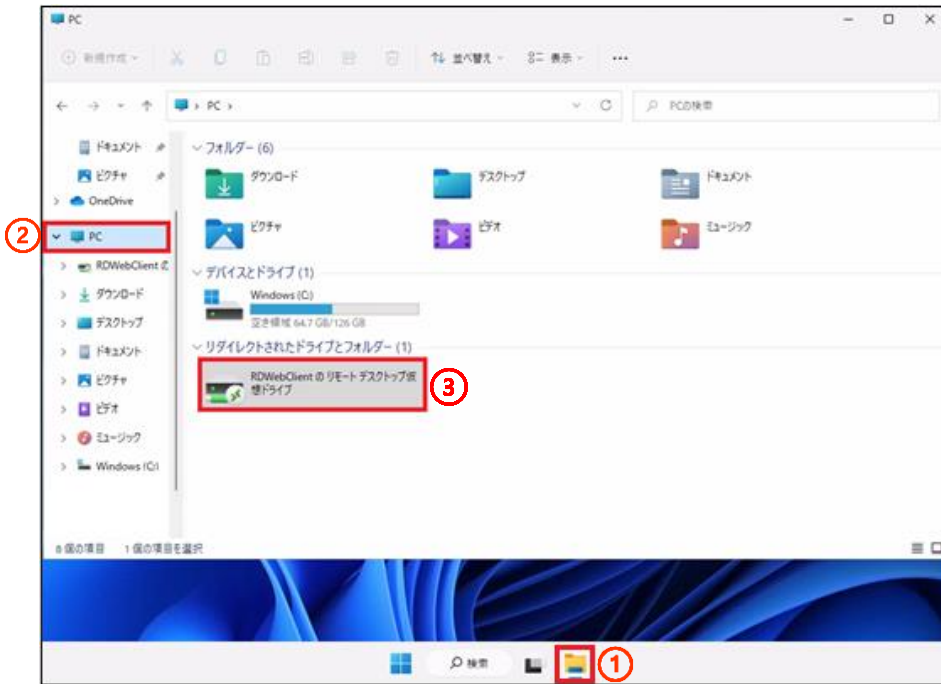 PC
新規作成
並べ替え
表示
PC
PCの検索
ドキュメント
ピクチャ
OneDrive
② PC
RDWebClient の
ダウンロード
デスクトップ
ドキュメント
ピクチャ
ビデオ
ミュージック
Windows (C:)
フォルダー (6)
ダウンロード
デスクトップ
ドキュメント
ピクチャ
ビデオ
ミュージック
デバイスとドライブ (1)
Windows (C:)
空き領域 64.7 GB/126 GB
リダイレクトされたドライブとフォルダー (1)
RDWebClient の リモート デスクトップ仮
想ドライブ
③
8 個の項目 1 個の項目を選択
検索
①